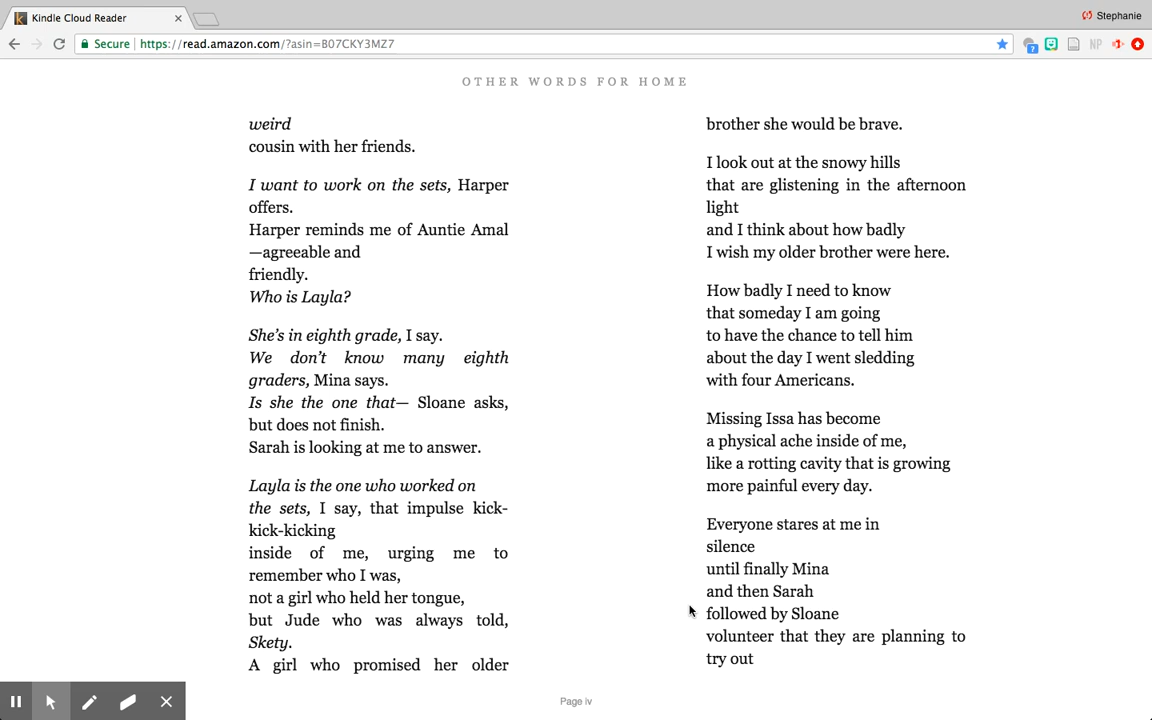 Kindle Cloud Reader
Stephanie
Secure
https://read.amazon.com/?asin=B07CKY3MZ7
?
NP
OTHER WORDS FOR HOME
weird
cousin with her friends.
I want to work on the sets, Harper
offers.
Harper reminds me of Auntie Amal
—agreeable and
friendly.
Who is Layla?
She's in eighth grade, I say.
We don't know many eighth
graders, Mina says.
Is she the one that— Sloane asks,
but does not finish.
Sarah is looking at me to answer.
Layla is the one who worked on
the sets, I say, that impulse kick-
kick-kicking
inside of me, urging me to
remember who I was,
not a girl who held her tongue,
but Jude who was always told,
Skety.
A girl who promised her older
brother she would be brave.
I look out at the snowy hills
that are glistening in the afternoon
light
and I think about how badly
I wish my older brother were here.
How badly I need to know
that someday I am going
to have the chance to tell him
about the day I went sledding
with four Americans.
Missing Issa has become
a physical ache inside of me,
like a rotting cavity that is growing
more painful every day.
Everyone stares at me in
silence
until finally Mina
and then Sarah
followed by Sloane
volunteer that they are planning to
try out
Page iv